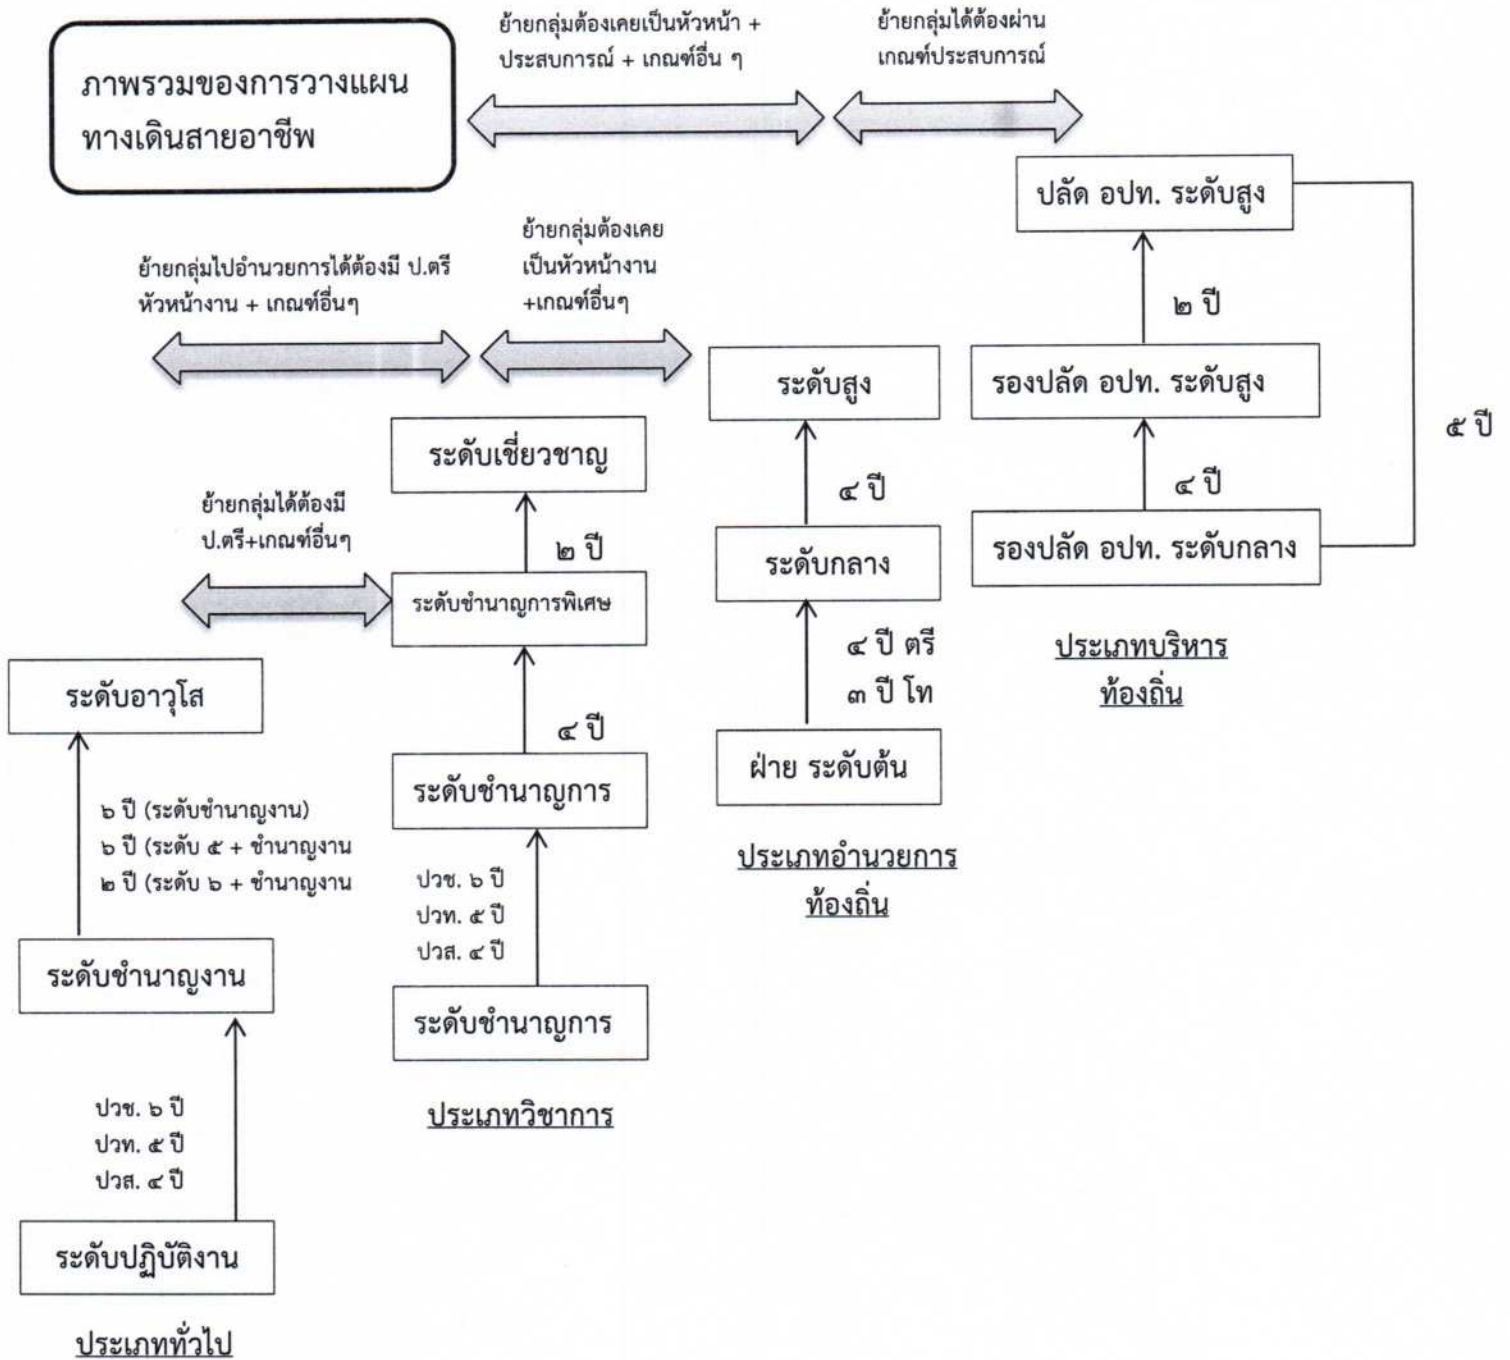 ภาพรวมของการวางแผน
ทางเดินสายอาชีพ
ย้ายกลุ่มต้องเคยเป็นหัวหน้า +
ประสบการณ์ + เกณฑ์อื่น ๆ
ย้ายกลุ่มได้ต้องผ่าน
เกณฑ์ประสบการณ์
ย้ายกลุ่มไปอำนวยการได้ต้องมี ป.ตรี
หัวหน้างาน + เกณฑ์อื่นๆ
ย้ายกลุ่มต้องเคย
เป็นหัวหน้างาน
+เกณฑ์อื่นๆ
ย้ายกลุ่มได้ต้องมี
ป.ตรี+เกณฑ์อื่นๆ
ระดับอาวุโส
๖ ปี (ระดับชำนาญงาน)
๖ ปี (ระดับ ๕ + ชำนาญงาน
๒ ปี (ระดับ ๖ + ชำนาญงาน
ระดับชำนาญงาน
ปวช. ๖ ปี
ปวท. ๕ ปี
ปวส. ๔ ปี
ระดับปฏิบัติงาน
ประเภททั่วไป
ระดับเชี่ยวชาญ
๒ ปี
ระดับชำนาญการพิเศษ
๔ ปี
ระดับชำนาญการ
ปวช. ๖ ปี
ปวท. ๕ ปี
ปวส. ๔ ปี
ระดับชำนาญการ
ประเภทวิชาการ
ระดับสูง
๔ ปี
ระดับกลาง
๔ ปี ตรี
๓ ปี โท
ฝ่าย ระดับต้น
ประเภทอำนวยการ
ท้องถิ่น
ปลัด อปท. ระดับสูง
๒ ปี
รองปลัด อปท. ระดับสูง
๔ ปี
๕ ปี
รองปลัด อปท. ระดับกลาง
ประเภทบริหาร
ท้องถิ่น